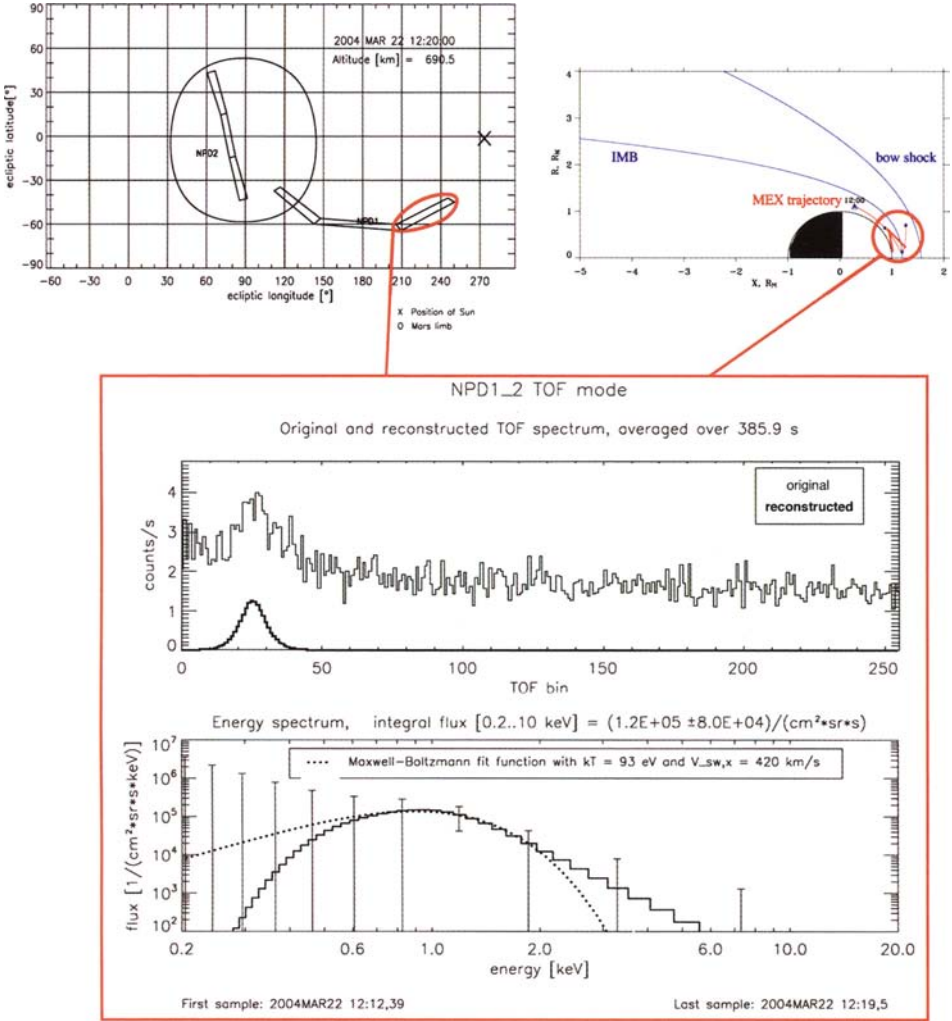 2004 MAR 22 12:20:00
Altitude [km] = 690.5
ecliptic latitude[°]
90
60
30
0
−30
−60
−90
NPD2
NPD1
−60 −30 0 30 60 90 120 150 180 210 240 270
ecliptic longitude [°]
X Position of Sun
O Mars limb
R, Rм
4
3
2
1
0
IMB
bow shock
MEX trajectory
12:00
-5 -4 -3 -2 -1 0 1 2
X, Rм
NPD1_2 TOF mode
Original and reconstructed TOF spectrum, averaged over 385.9 s
original
reconstructed
counts/s
4
3
2
1
0
0 50 100 150 200 250
TOF bin
Energy spectrum, integral flux [0.2..10 keV] = (1.2E+05 ±8.0E+04)/(cm²*sr*s)
Maxwell−Boltzmann fit function with kT = 93 eV and V_sw,x = 420 km/s
flux [1/(cm²*sr*s*keV)]
10⁷
10⁶
10⁵
10⁴
10³
10²
0.2 0.6 1.0 2.0 6.0 10.0 20.0
energy [keV]
First sample: 2004MAR22 12:12,39
Last sample: 2004MAR22 12:19,5